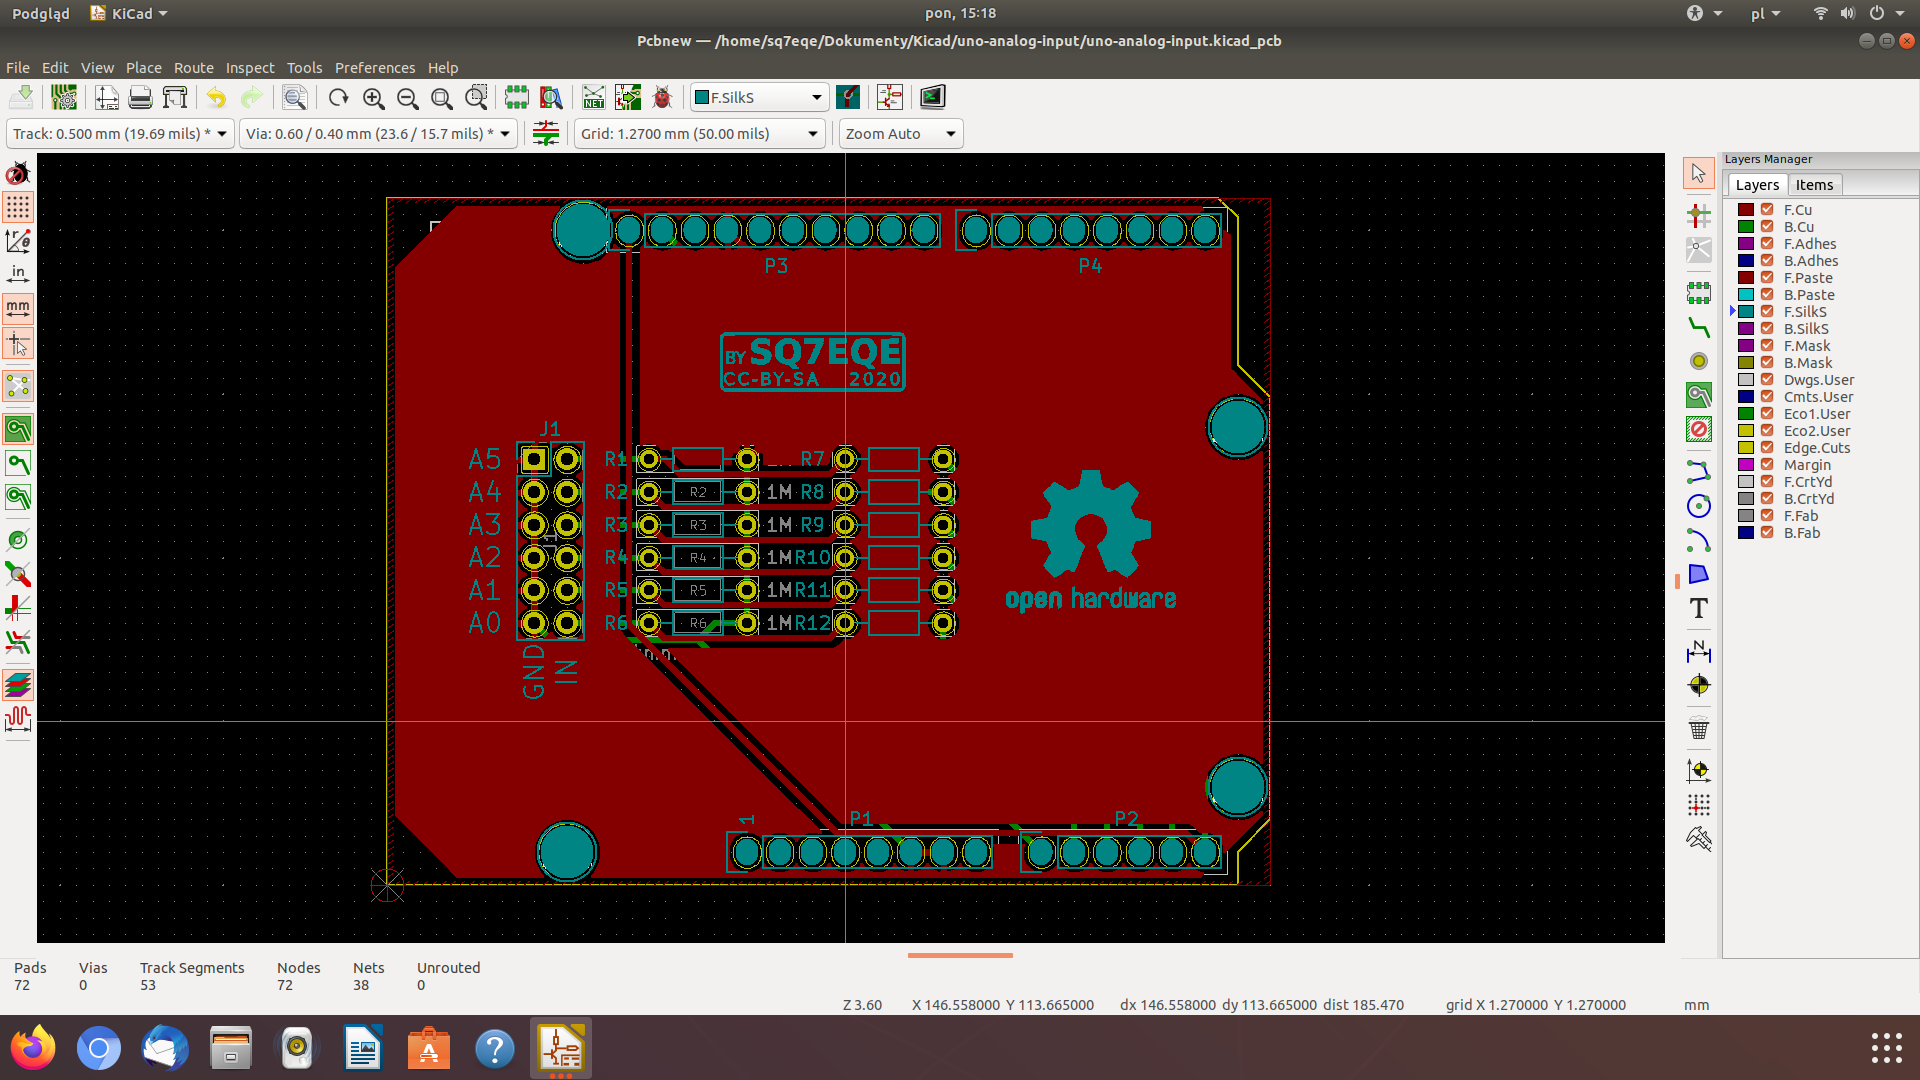 Podgląd KiCad pon, 15:18 pl
Pcbnew — /home/sq7eqe/Dokumenty/Kicad/uno-analog-input/uno-analog-input.kicad_pcb
File Edit View Place Route Inspect Tools Preferences Help
NET F.SilkS
Track: 0.500 mm (19.69 mils) * Via: 0.60 / 0.40 mm (23.6 / 15.7 mils) * Grid: 1.2700 mm (50.00 mils) Zoom Auto
in
mm
Layers Manager
Layers Items
F.Cu
B.Cu
F.Adhes
B.Adhes
F.Paste
B.Paste
F.SilkS
B.SilkS
F.Mask
B.Mask
Dwgs.User
Cmts.User
Eco1.User
Eco2.User
Edge.Cuts
Margin
F.CrtYd
B.CrtYd
F.Fab
B.Fab
P3 P4
BY SQ7EQE
CC-BY-SA 2020
J1
A5 R1 R7
A4 R2 R2 1M R8
A3 R3 R3 1M R9
A2 J1 R4 R4 1M R10
A1 R5 R5 1M R11
A0 R6 R6 1M R12
GND IN
open hardware
1 P1 P2
T
N
Pads Vias Track Segments Nodes Nets Unrouted
72 0 53 72 38 0
Z 3.60 X 146.558000 Y 113.665000 dx 146.558000 dy 113.665000 dist 185.470 grid X 1.270000 Y 1.270000 mm